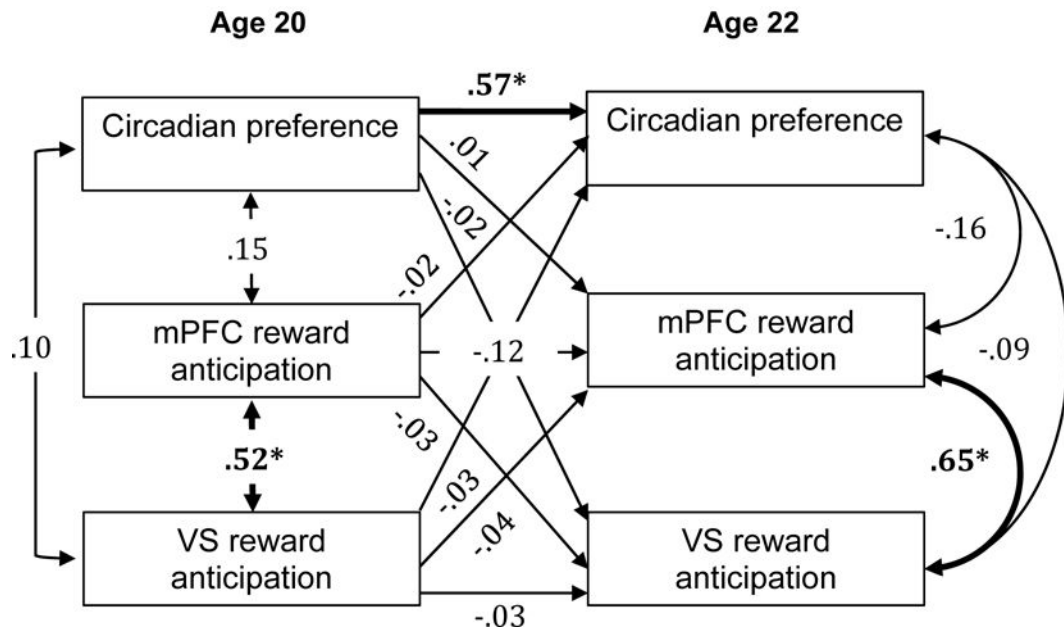 Age 20
Age 22
Circadian preference
.57*
Circadian preference
.01
-.02
-.02
.15
-.16
mPFC reward
anticipation
-.12
mPFC reward
anticipation
.10
-.09
-.03
.52*
-.03
-.04
.65*
VS reward
anticipation
VS reward
anticipation
-.03